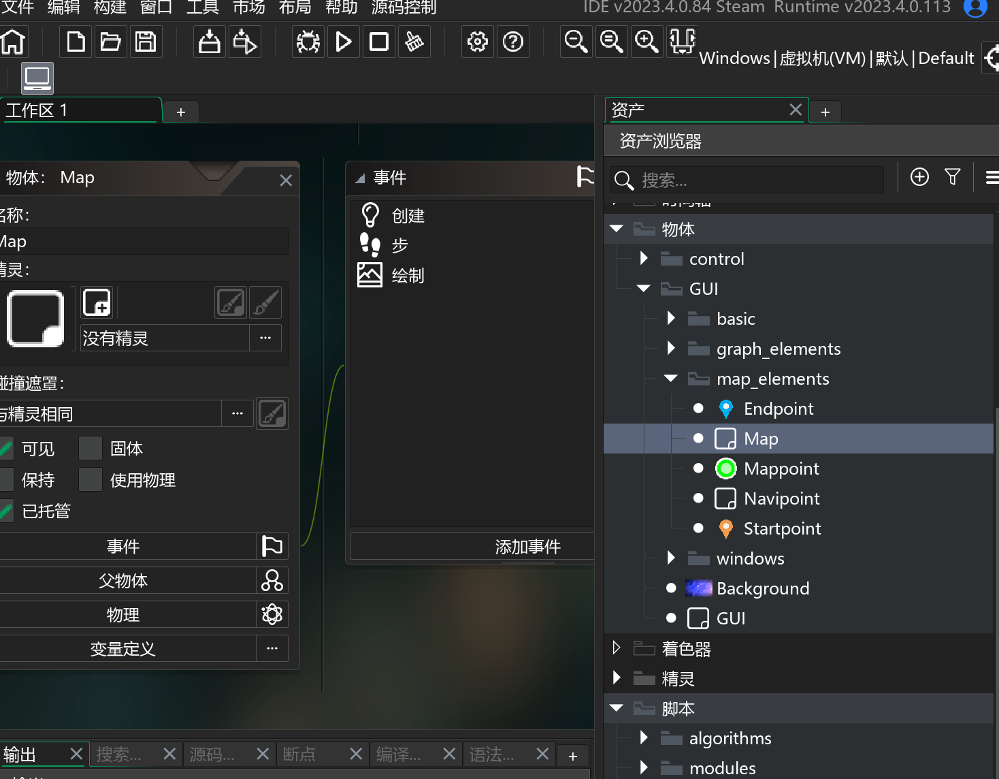 文件 编辑 构建 窗口 工具 市场 布局 帮助 源码控制
IDE v2023.4.0.84 Steam Runtime v2023.4.0.113
Windows|虚拟机(VM)|默认|Default
工作区 1
+
物体： Map
名称：
Map
精灵：
没有精灵
...
碰撞遮罩：
与精灵相同
...
可见
固体
保持
使用物理
已托管
事件
父物体
物理
变量定义
...
事件
创建
步
绘制
添加事件
资产
+
资产浏览器
搜索...
时间轴
物体
control
GUI
basic
graph_elements
map_elements
Endpoint
Map
Mappoint
Navipoint
Startpoint
windows
Background
GUI
着色器
精灵
脚本
algorithms
modules
输出
搜索...
源码...
断点
编译...
语法...
+
输出